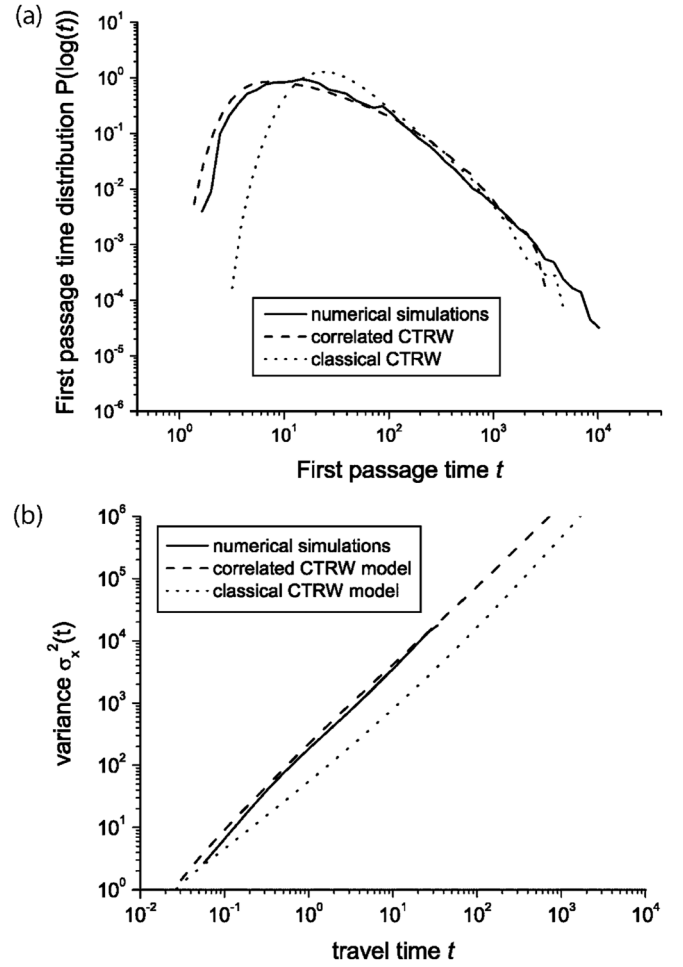 (a)
First passage time distribution P(log(t))
10^1
10^0
10^-1
10^-2
10^-3
10^-4
10^-5
10^-6
numerical simulations
correlated CTRW
classical CTRW
10^0 10^1 10^2 10^3 10^4
First passage time t
(b)
variance σ_x^2(t)
10^6
10^5
10^4
10^3
10^2
10^1
10^0
numerical simulations
correlated CTRW model
classical CTRW model
10^-2 10^-1 10^0 10^1 10^2 10^3 10^4
travel time t